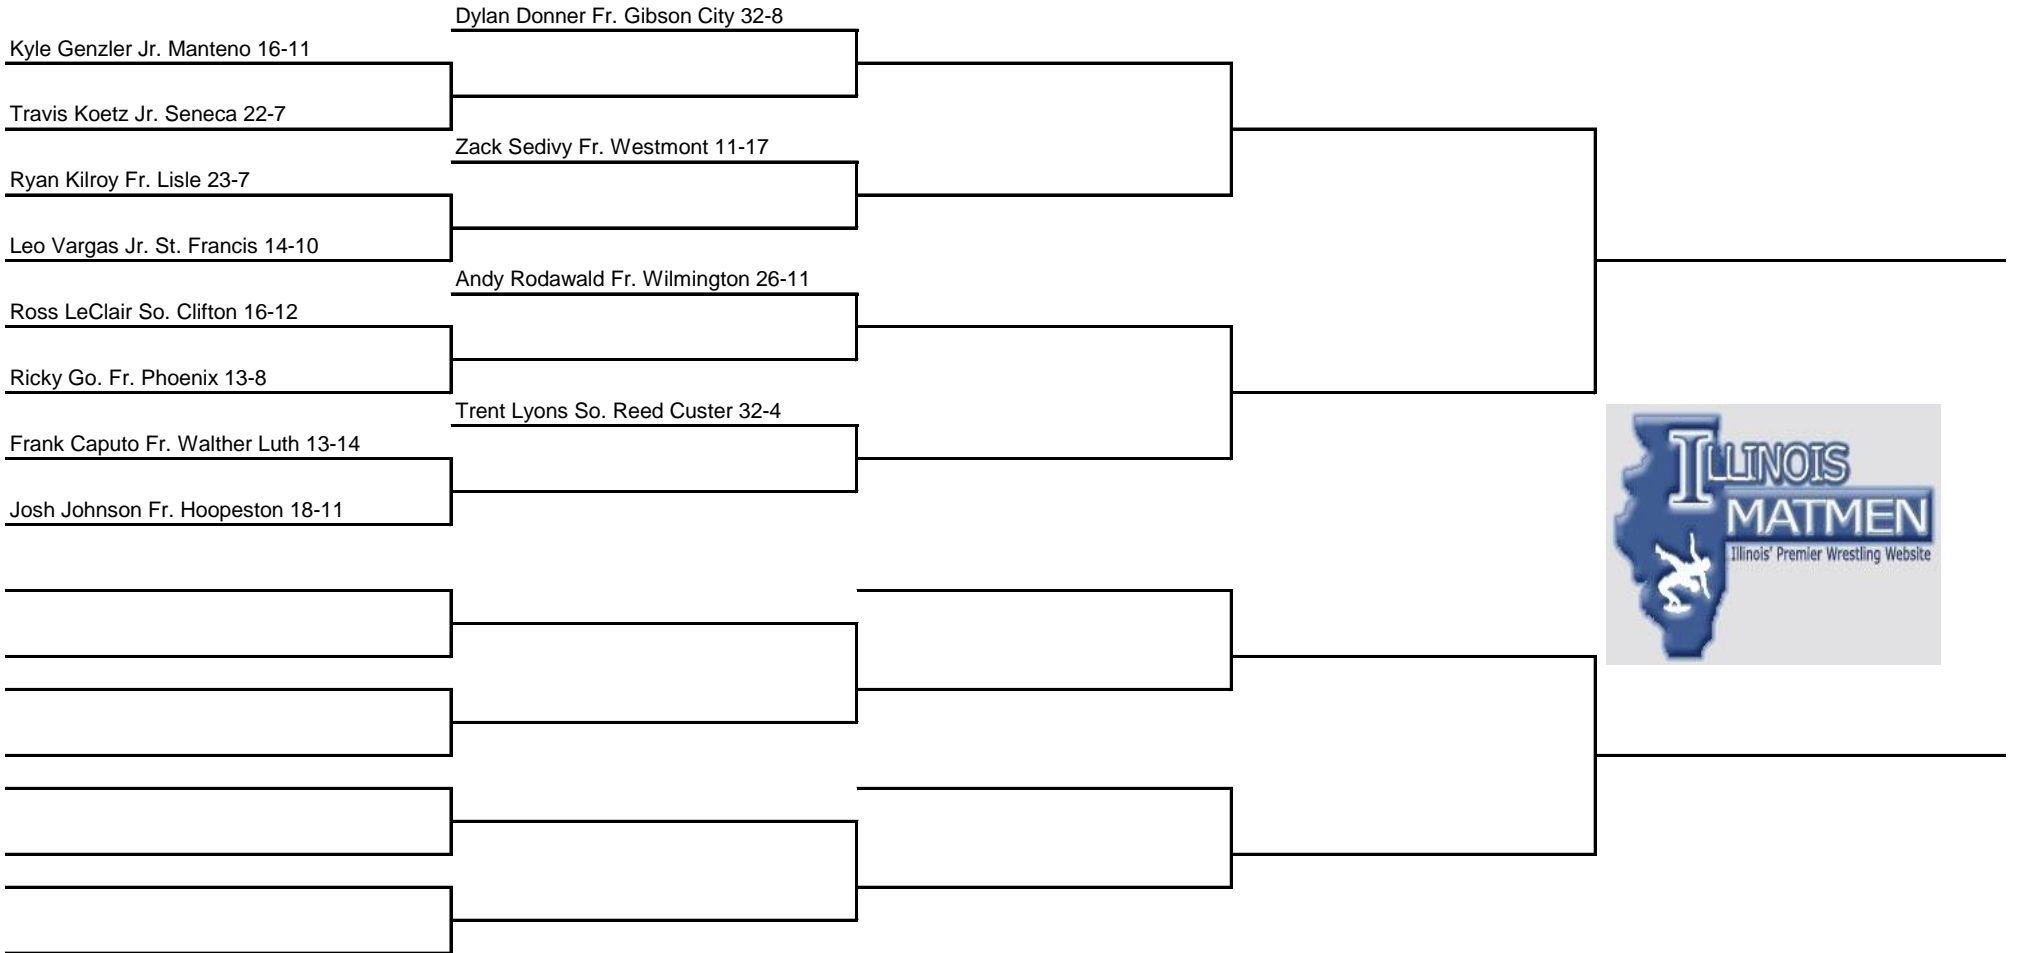 Dylan Donner Fr. Gibson City 32-8
Kyle Genzler Jr. Manteno 16-11
Travis Koetz Jr. Seneca 22-7
Zack Sedivy Fr. Westmont 11-17
Ryan Kilroy Fr. Lisle 23-7
Leo Vargas Jr. St. Francis 14-10
Andy Rodawald Fr. Wilmington 26-11
Ross LeClair So. Clifton 16-12
Ricky Go. Fr. Phoenix 13-8
Trent Lyons So. Reed Custer 32-4
Frank Caputo Fr. Walther Luth 13-14
Josh Johnson Fr. Hoopeston 18-11
ILLINOIS
MATMEN
Illinois' Premier Wrestling Website